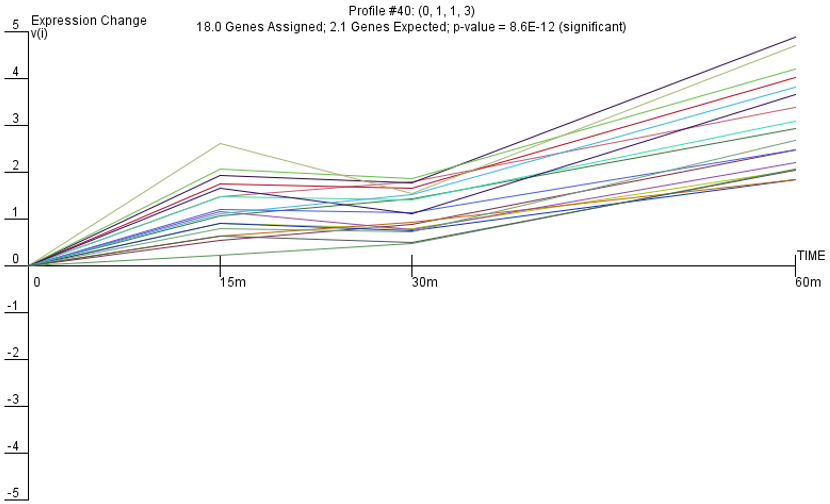 Profile #40: (0, 1, 1, 3)
18.0 Genes Assigned; 2.1 Genes Expected; p-value = 8.6E-12 (significant)
Expression Change
v(i)
5
4
3
2
1
0
-1
-2
-3
-4
-5
0
15m
30m
60m
TIME